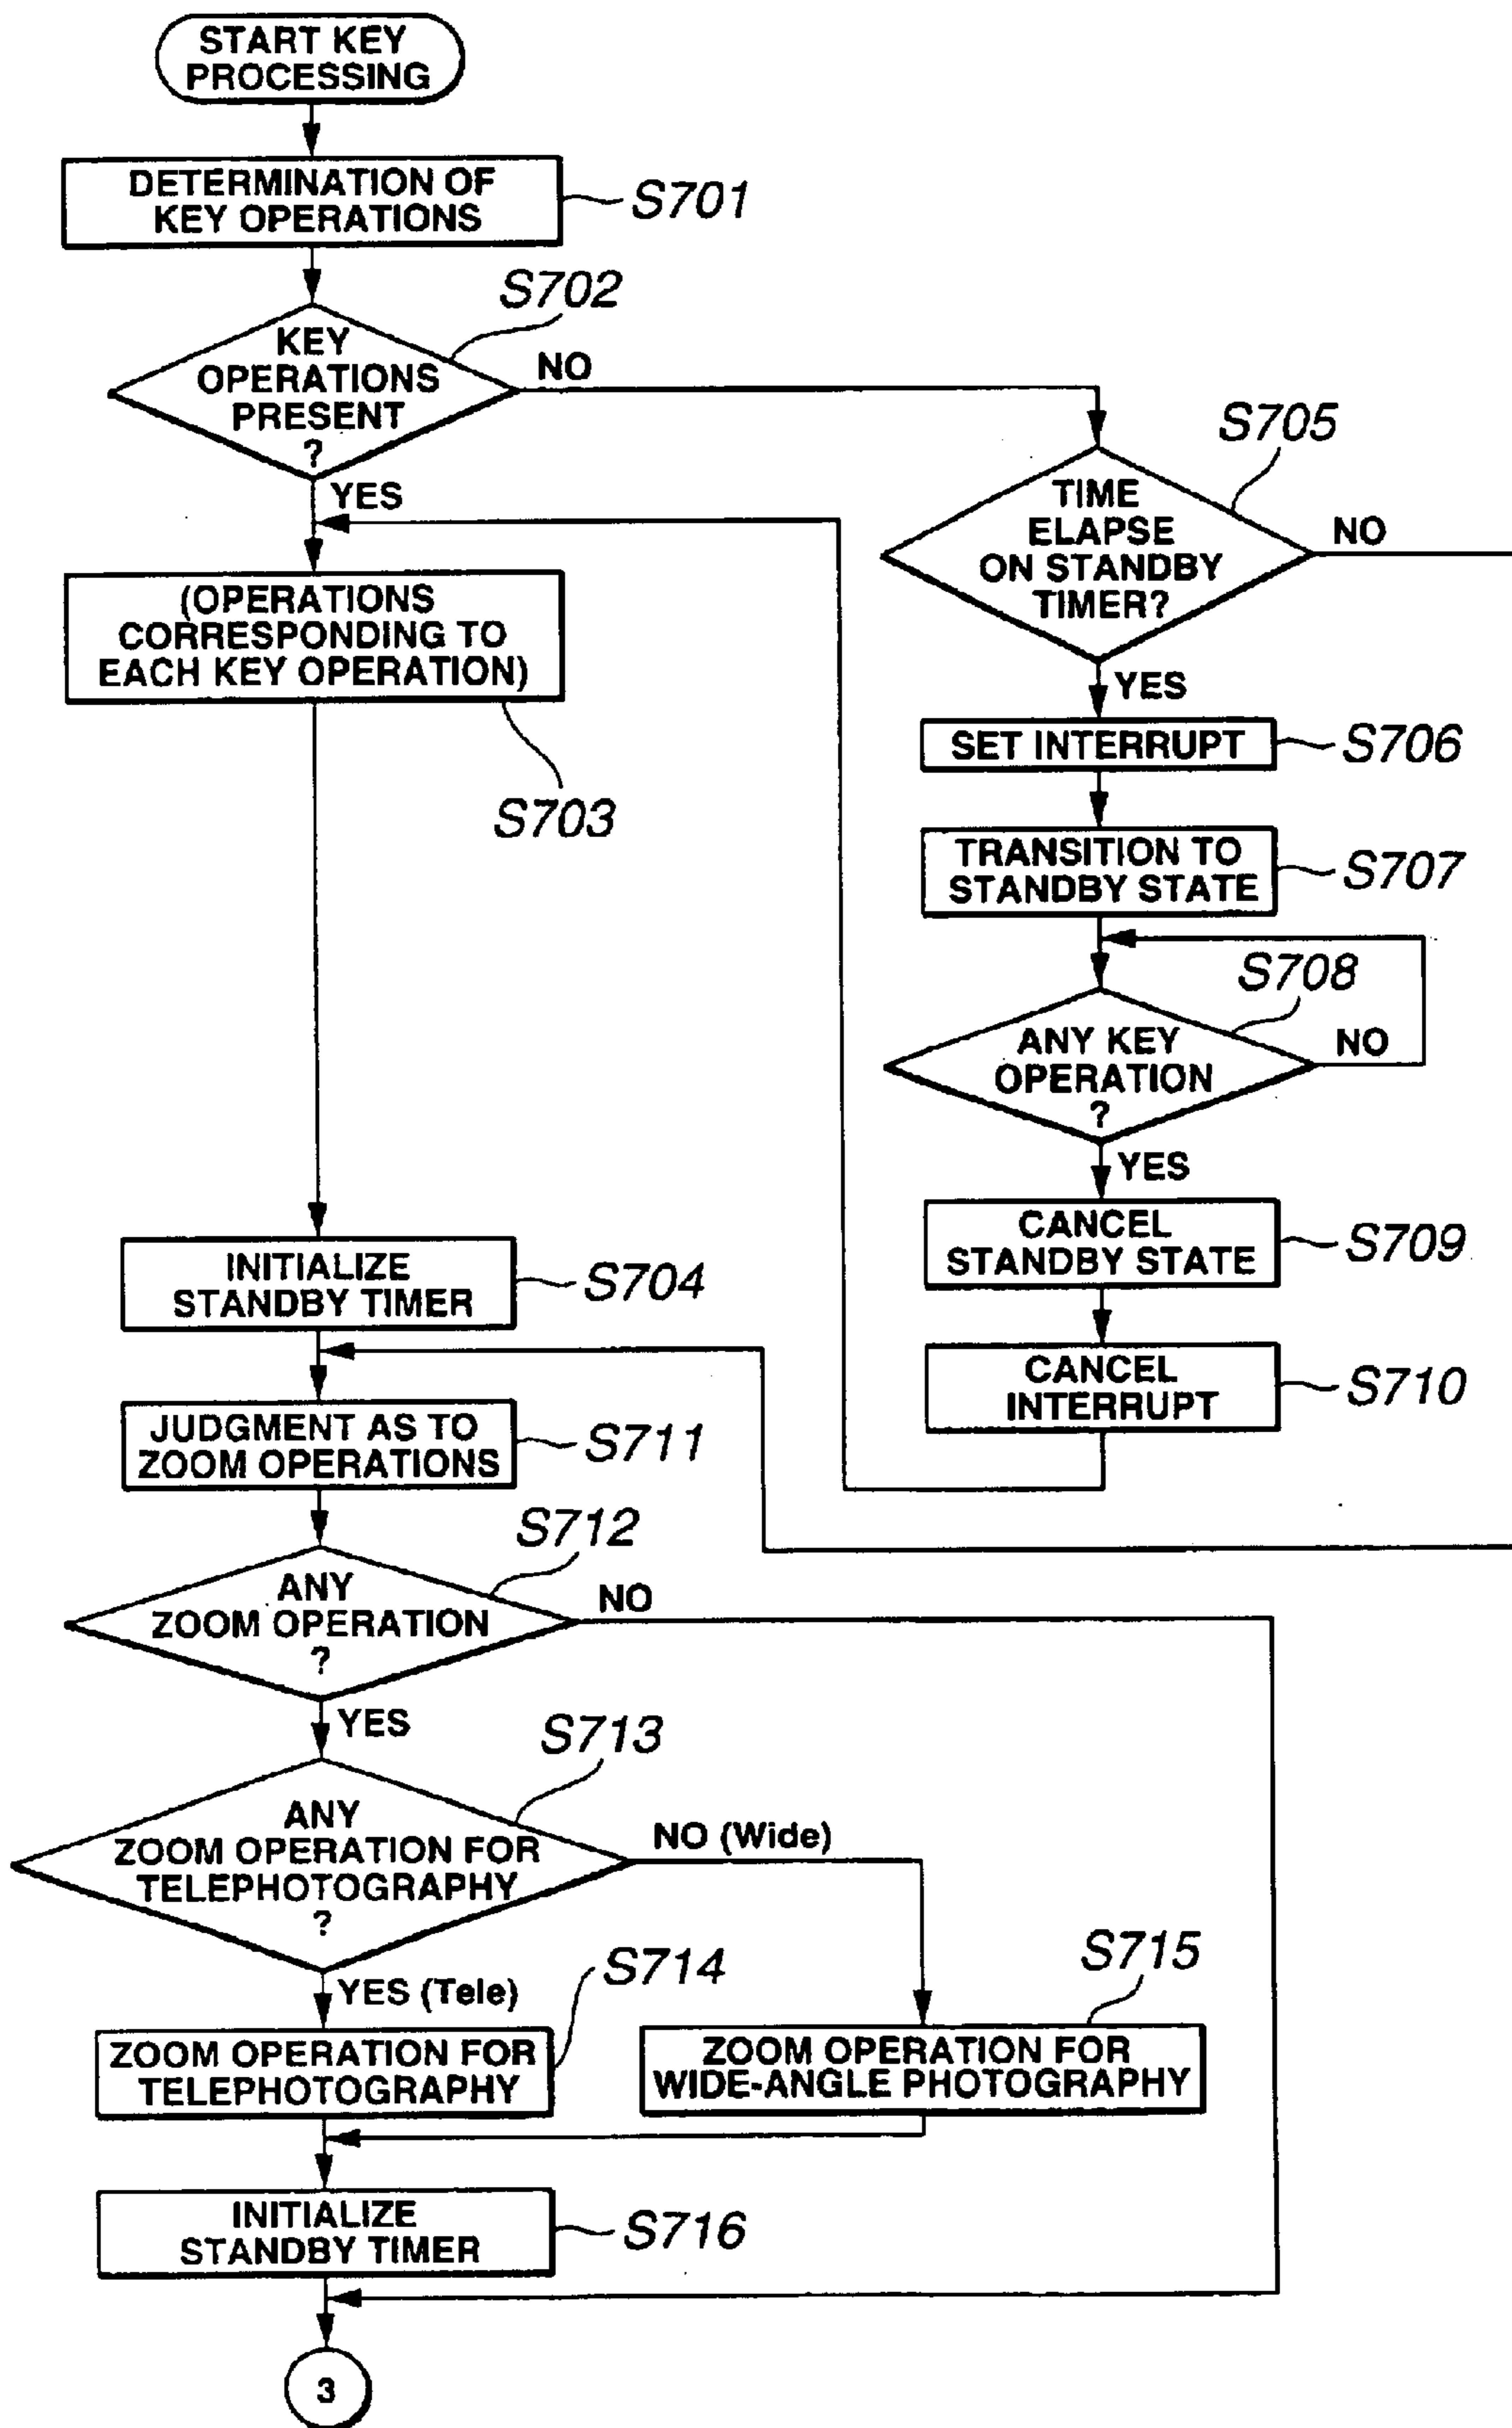 START KEY
PROCESSING
DETERMINATION OF
KEY OPERATIONS
S701
S702
KEY
OPERATIONS
PRESENT
?
NO
YES
S705
TIME
ELAPSE
ON STANDBY
TIMER?
NO
YES
(OPERATIONS
CORRESPONDING TO
EACH KEY OPERATION)
S703
SET INTERRUPT
S706
TRANSITION TO
STANDBY STATE
S707
S708
ANY KEY
OPERATION
?
NO
YES
CANCEL
STANDBY STATE
S709
CANCEL
INTERRUPT
S710
INITIALIZE
STANDBY TIMER
S704
JUDGMENT AS TO
ZOOM OPERATIONS
S711
S712
ANY
ZOOM OPERATION
?
NO
YES
S713
ANY
ZOOM OPERATION FOR
TELEPHOTOGRAPHY
?
NO (Wide)
YES (Tele)
S714
ZOOM OPERATION FOR
TELEPHOTOGRAPHY
S715
ZOOM OPERATION FOR
WIDE-ANGLE PHOTOGRAPHY
INITIALIZE
STANDBY TIMER
S716
3